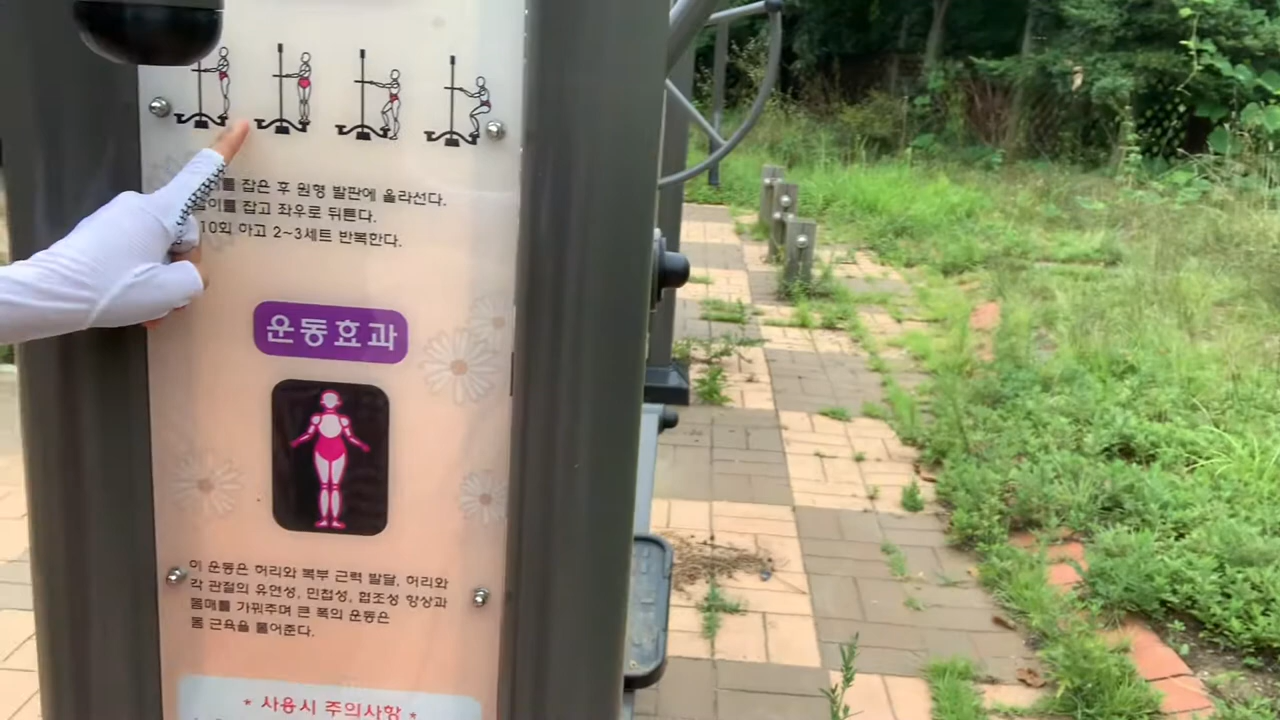 잡은 후 원형 발판에 올라선다.
잡고 좌우로 뒤튼다.
10회 하고 2~3세트 반복한다.
운동효과
이 운동은 허리와 복부 근력 발달, 허리와
각 관절의 유연성, 민첩성, 협조성 향상과
몸매를 가꿔주며 큰 폭의 운동은
몸 근육을 풀어준다.
* 사용시 주의사항 *